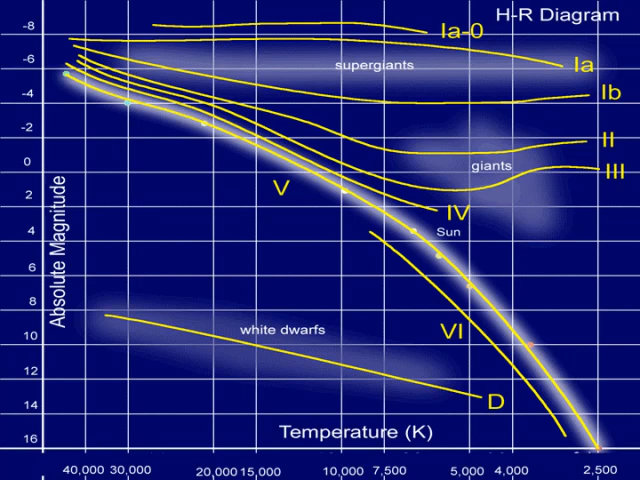 H-R Diagram
-8
-6
-4
-2
0
2
4
6
8
10
12
14
16
Absolute Magnitude
Ia-0
Ia
supergiants
Ib
II
giants
III
V
IV
Sun
VI
white dwarfs
D
Temperature (K)
40,000 30,000 20,000 15,000 10,000 7,500 5,000 4,000 2,500